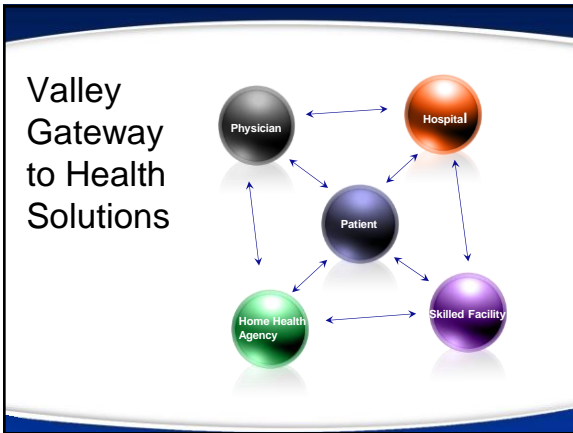 Valley
Gateway
to Health
Solutions
Physician
Hospital
Patient
Home Health
Agency
Skilled Facility